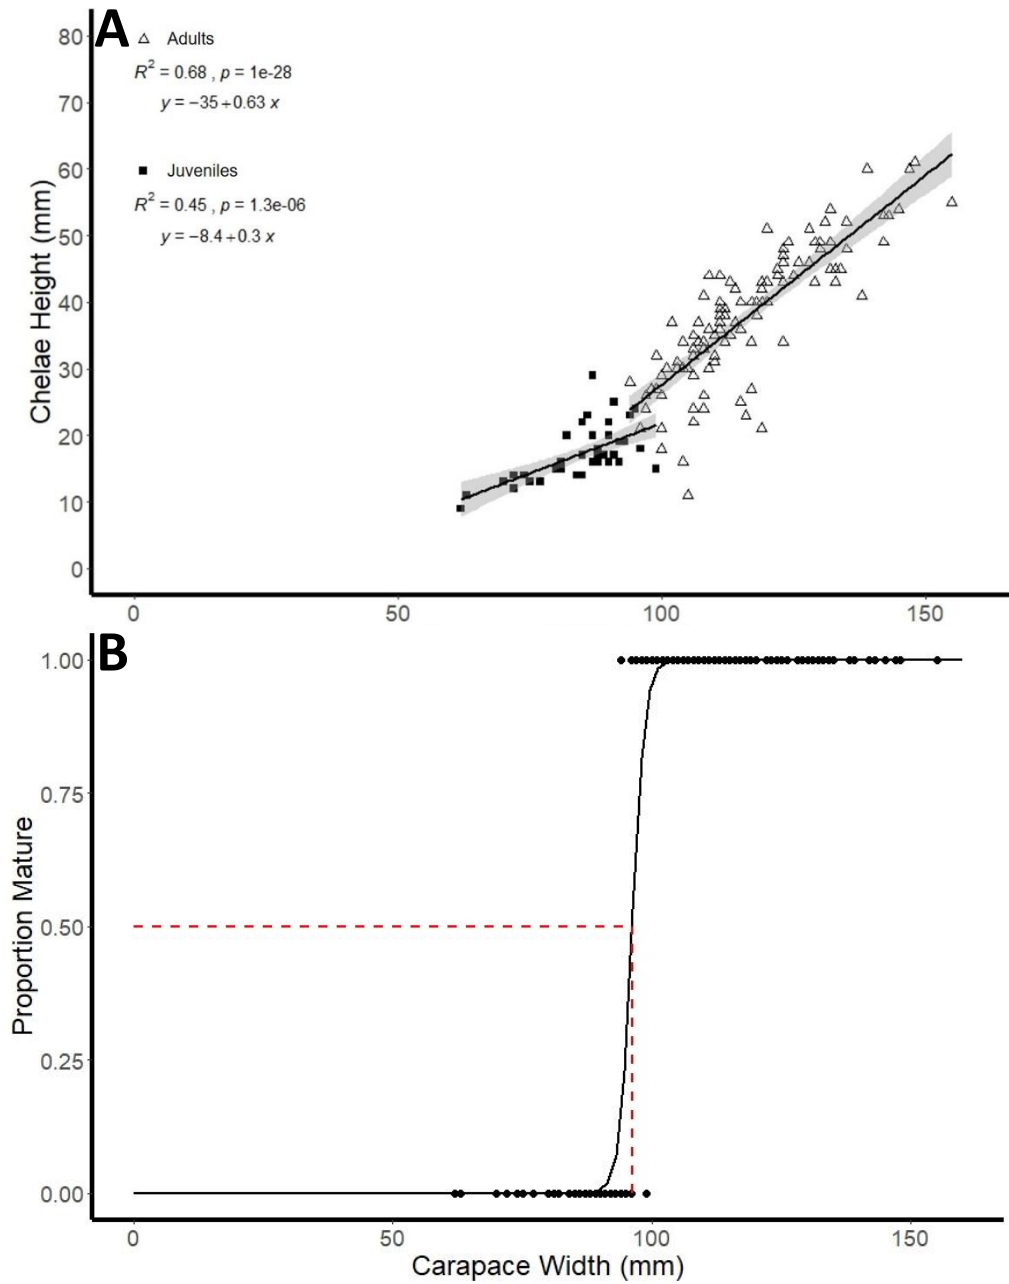 A
△ Adults
R² = 0.68 , p = 1e-28
y = −35 + 0.63 x
■ Juveniles
R² = 0.45 , p = 1.3e-06
y = −8.4 + 0.3 x
Chelae Height (mm)
80
70
60
50
40
30
20
10
0
0 50 100 150
B
Proportion Mature
1.00
0.75
0.50
0.25
0.00
0 50 100 150
Carapace Width (mm)